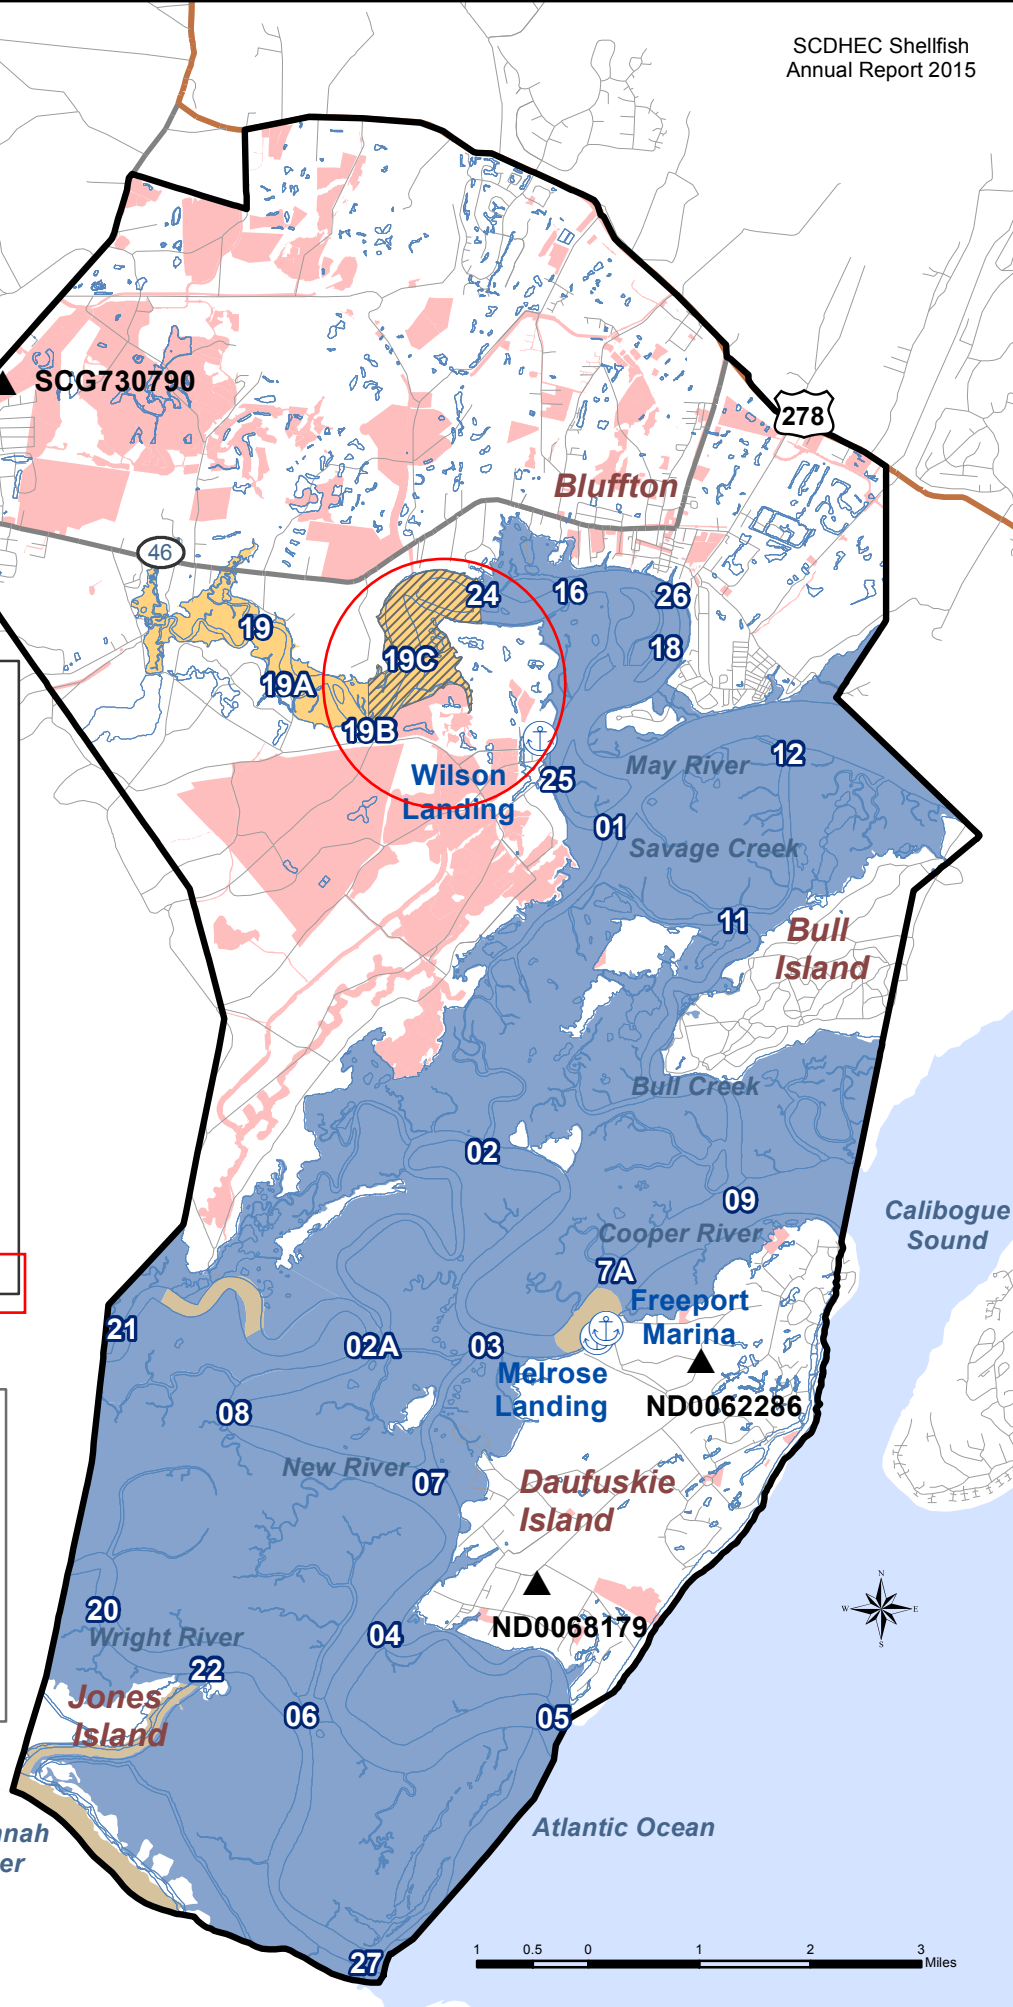 SCDHEC Shellfish
Annual Report 2015
SCG730790
278
Bluffton
46
24
16
26
19
18
19C
19A
19B
12
May River
Wilson
Landing
25
01
Savage Creek
11
Bull
Island
Bull Creek
02
09
Calibogue
Sound
Cooper River
7A
Freeport
Marina
21
02A
03
Melrose
Landing
ND0062286
08
New River
07
Daufuskie
Island
N
W
E
S
20
ND0068179
04
Wright River
22
Jones
Island
06
05
Atlantic Ocean
nnah
er
1 0.5 0 1 2 3
Miles
27